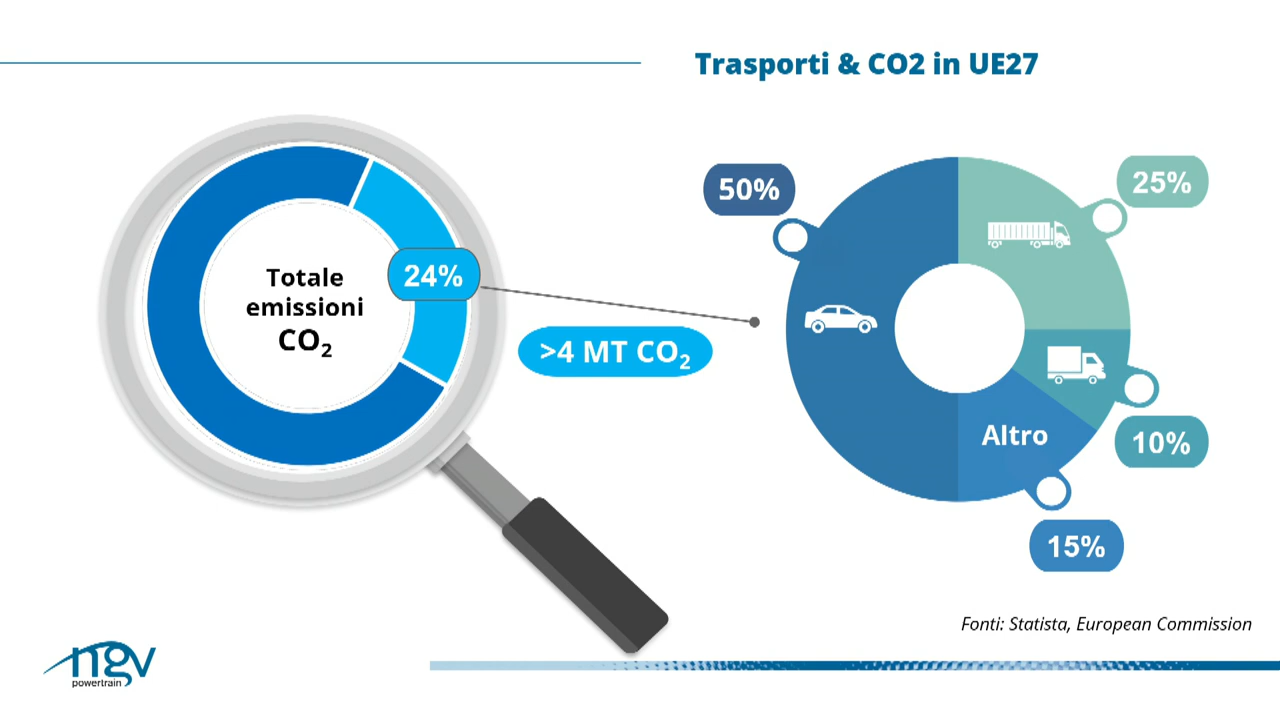 Trasporti & CO2 in UE27
Totale
emissioni
CO₂
24%
>4 MT CO₂
50%
25%
10%
Altro
15%
Fonti: Statista, European Commission
ngv
powertrain